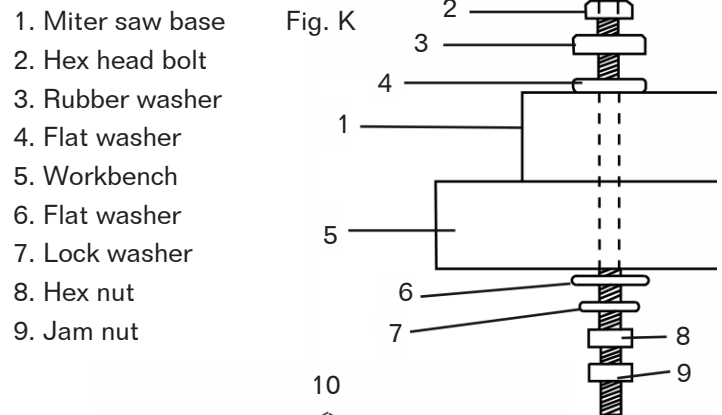 1. Miter saw base
2. Hex head bolt
3. Rubber washer
4. Flat washer
5. Workbench
6. Flat washer
7. Lock washer
8. Hex nut
9. Jam nut
Fig. K
2
3
4
1
5
6
7
8
9
10